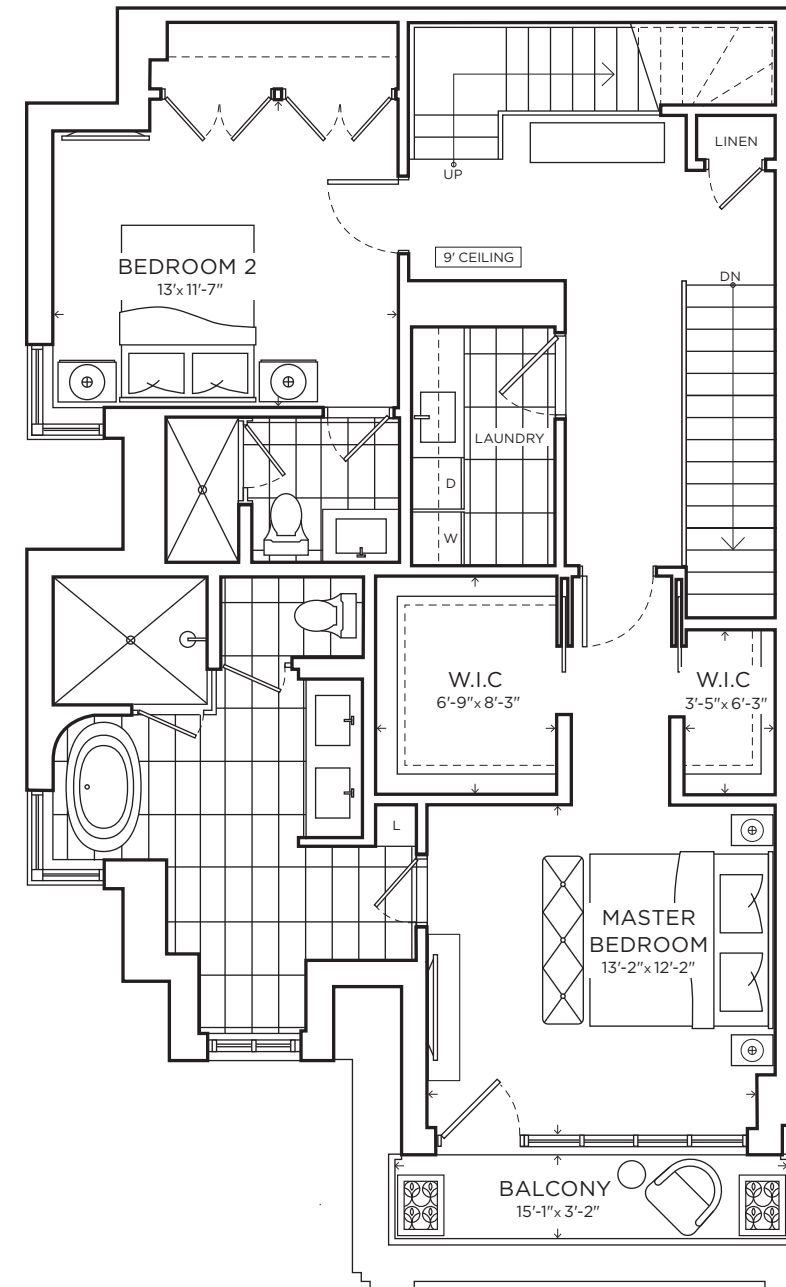 LINEN
UP
9' CEILING
BEDROOM 2
13'x 11'-7"
DN
LAUNDRY
D
W
W.I.C
6'-9"x 8'-3"
W.I.C
3'-5"x 6'-3"
L
MASTER
BEDROOM
13'-2"x 12'-2"
BALCONY
15'-1"x 3'-2"